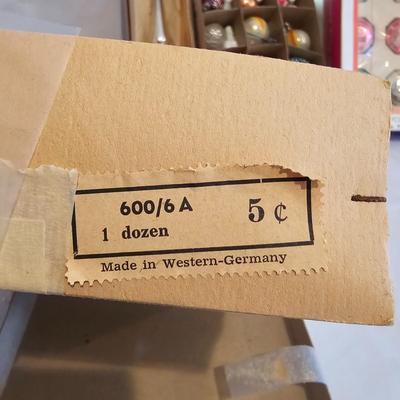 600/6 A 5 ¢
1 dozen
Made in Western-Germany